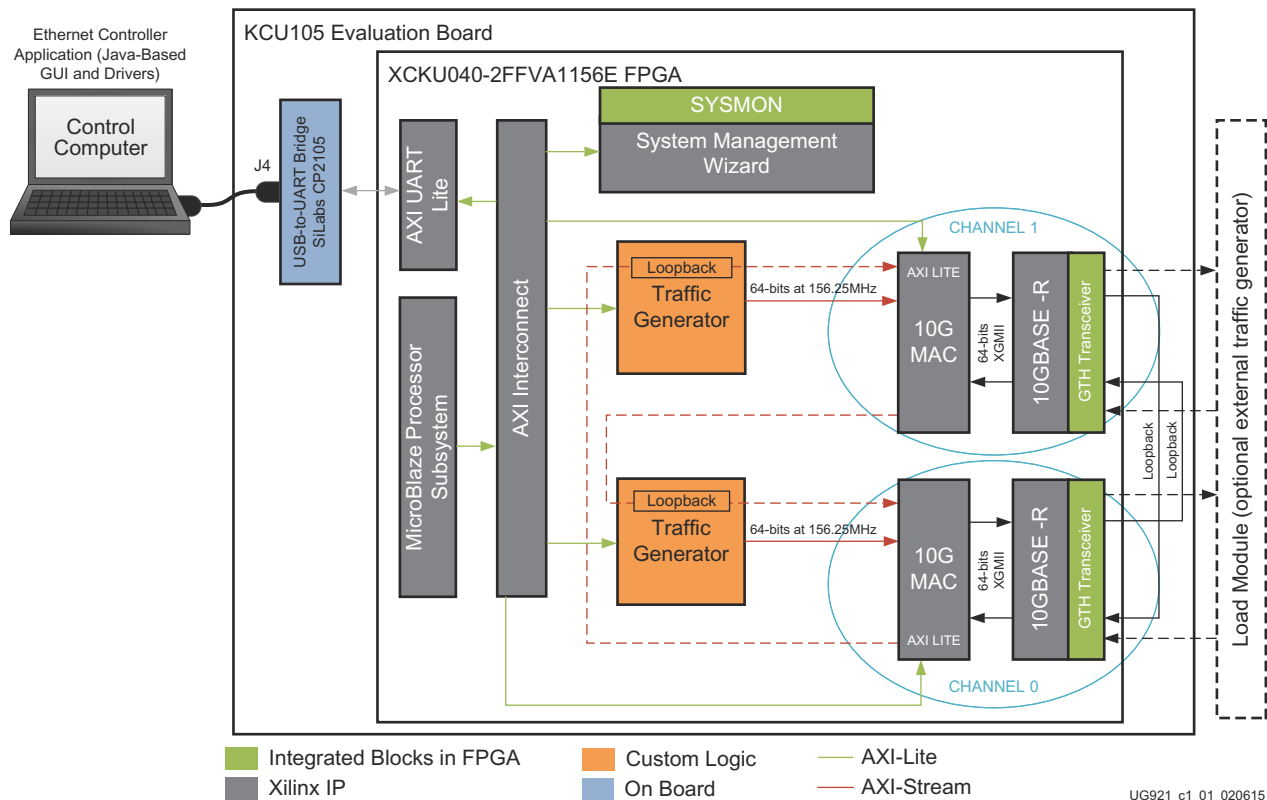 KCU105 Evaluation Board
Ethernet Controller
Application (Java-Based
GUI and Drivers)
Control
Computer
J4
USB-to-UART Bridge
SiLabs CP2105
XCKU040-2FFVA1156E FPGA
AXI UART
Lite
MicroBlaze Processor
Subsystem
AXI Interconnect
SYSMON
System Management
Wizard
Loopback
Traffic
Generator
64-bits at 156.25MHz
CHANNEL 1
AXI LITE
10G
MAC
64-bits
XGMII
10GBASE -R
GTH Transceiver
Loopback
Loopback
Loopback
Traffic
Generator
64-bits at 156.25MHz
10G
MAC
AXI LITE
64-bits
XGMII
10GBASE -R
GTH Transceiver
CHANNEL 0
Load Module (optional external traffic generator)
Integrated Blocks in FPGA
Custom Logic
AXI-Lite
Xilinx IP
On Board
AXI-Stream
UG921_c1_01_020615